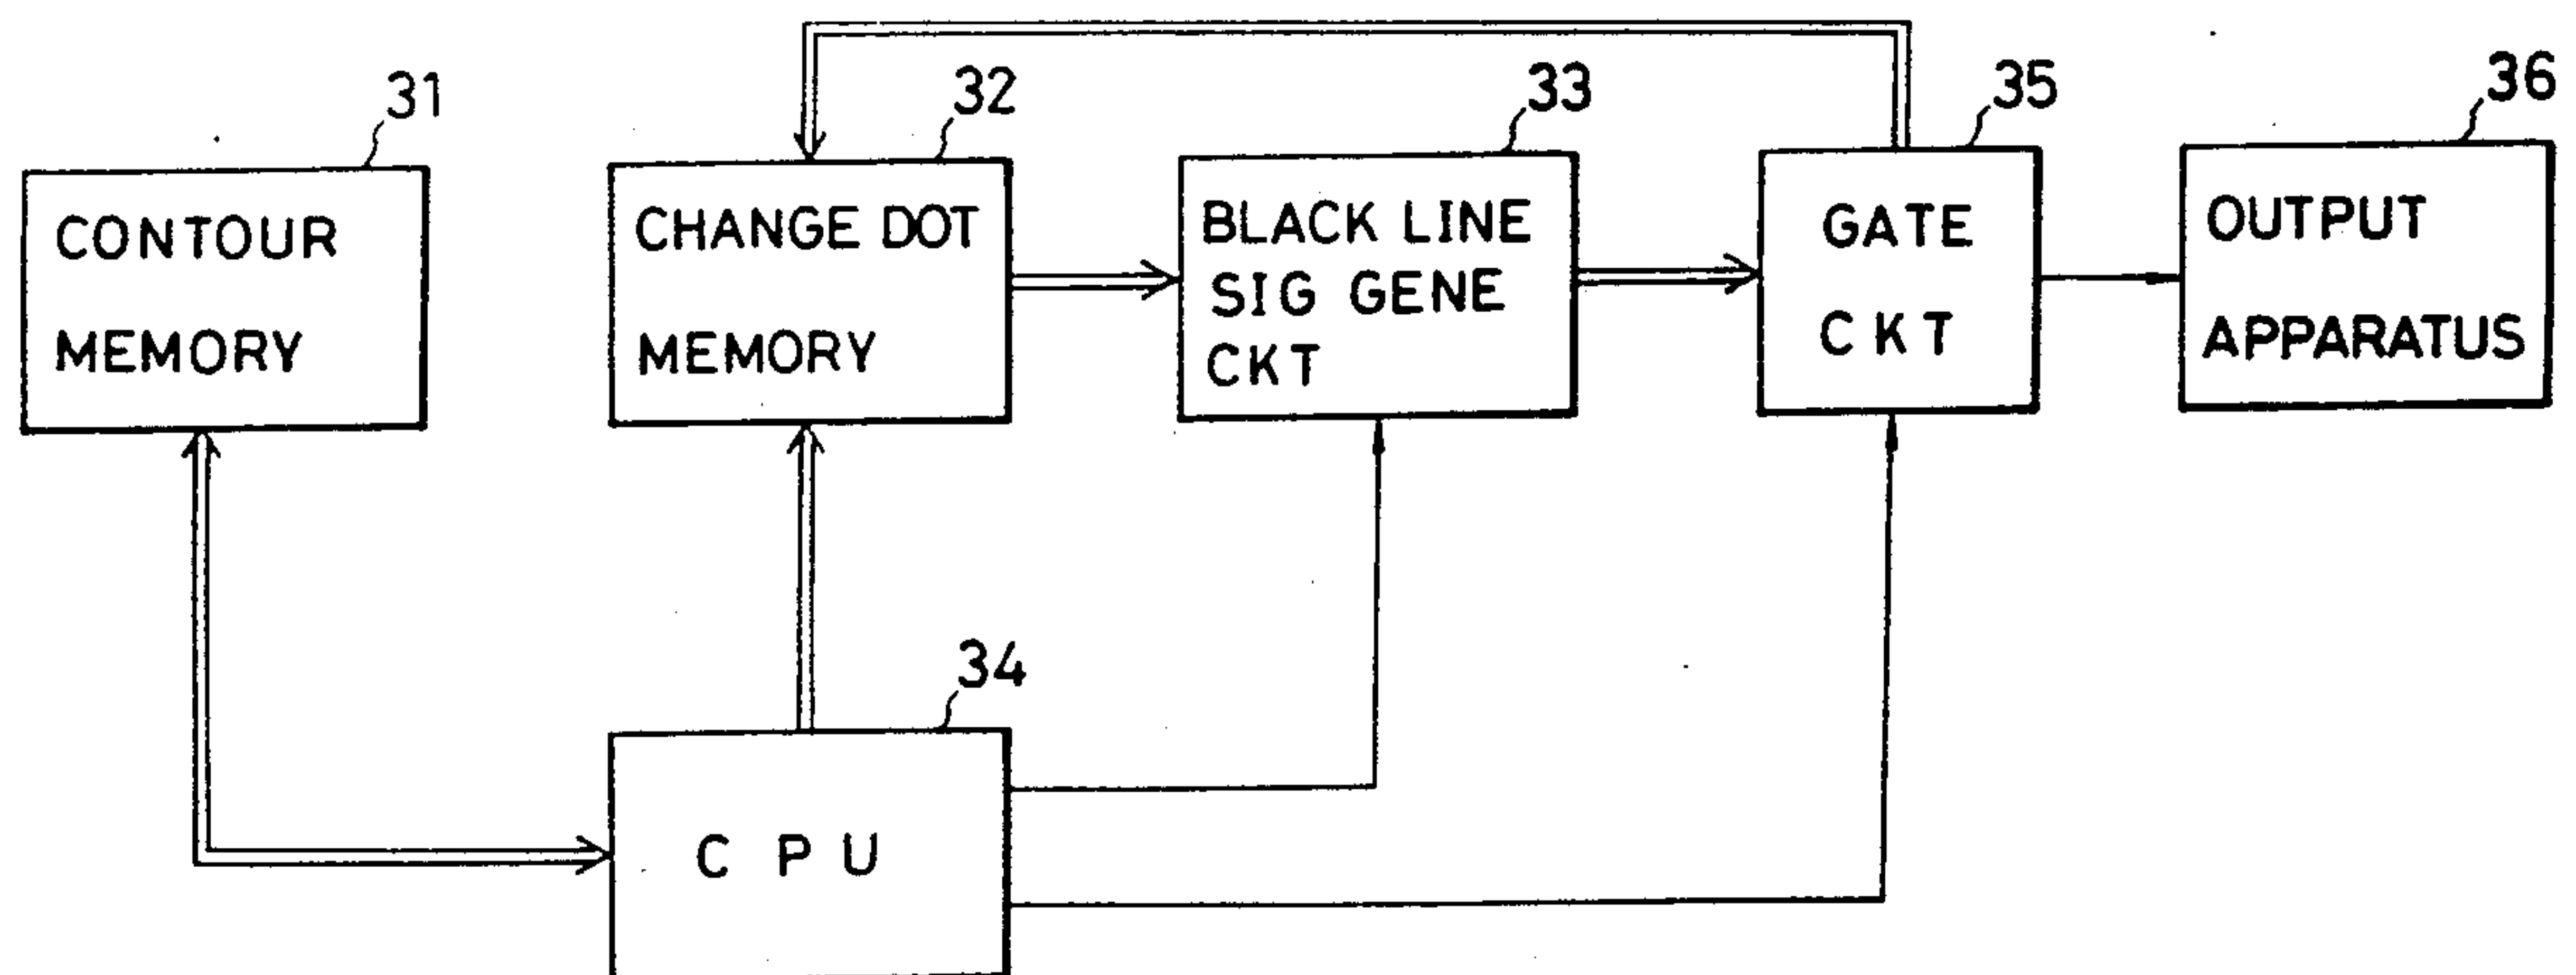 31
CONTOUR
MEMORY
32
CHANGE DOT
MEMORY
33
BLACK LINE
SIG GENE
CKT
35
GATE
CKT
36
OUTPUT
APPARATUS
34
CPU